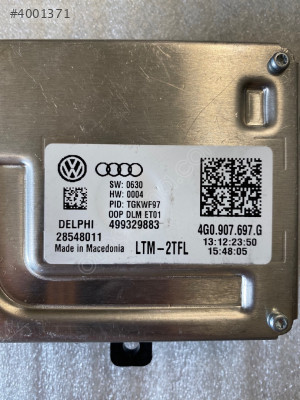 #4001371
SW: 0630
HW: 0004
PID: TGKWF97
OOP DLM ET01
DELPHI 499329883
28548011
Made in Macedonia
LTM-2TFL
4G0.907.697.G
13:12:23:50
15:48:05